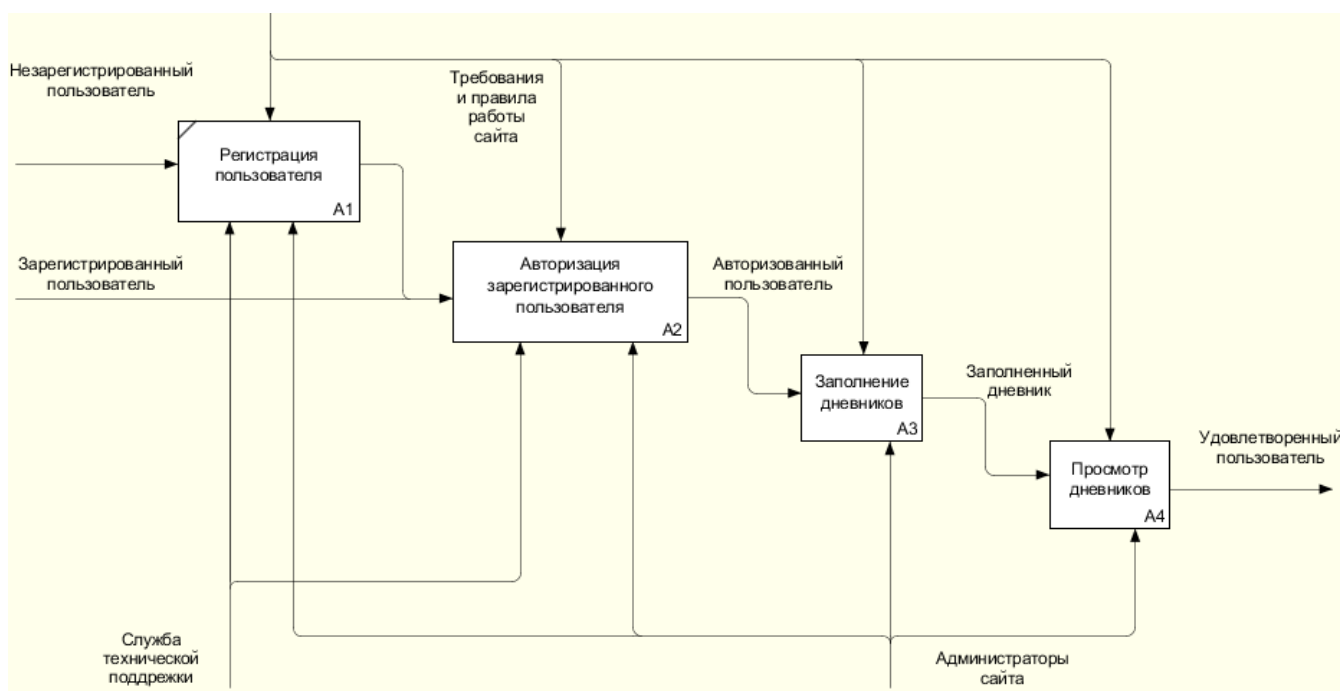 Незарегистрированный
пользователь
Требования
и правила
работы
сайта
Регистрация
пользователя
A1
Зарегистрированный
пользователь
Авторизация
зарегистрированного
пользователя
A2
Авторизованный
пользователь
Заполнение
дневников
A3
Заполненный
дневник
Просмотр
дневников
A4
Удовлетворенный
пользователь
Служба
технической
поддрежки
Администраторы
сайта